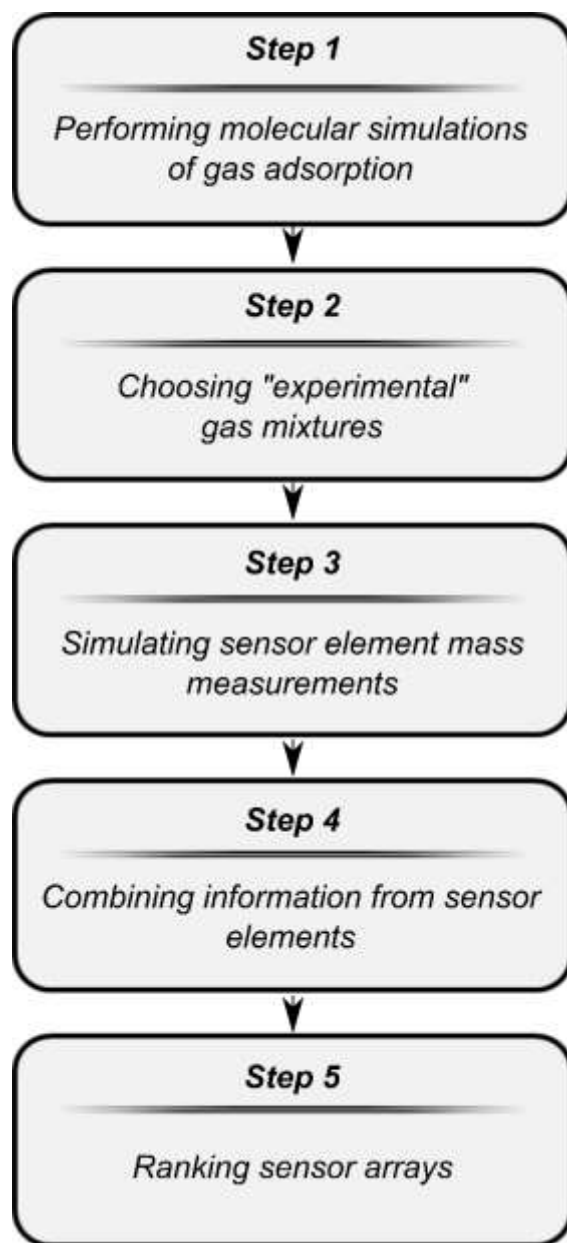 Step 1
Performing molecular simulations
of gas adsorption
Step 2
Choosing "experimental"
gas mixtures
Step 3
Simulating sensor element mass
measurements
Step 4
Combining information from sensor
elements
Step 5
Ranking sensor arrays